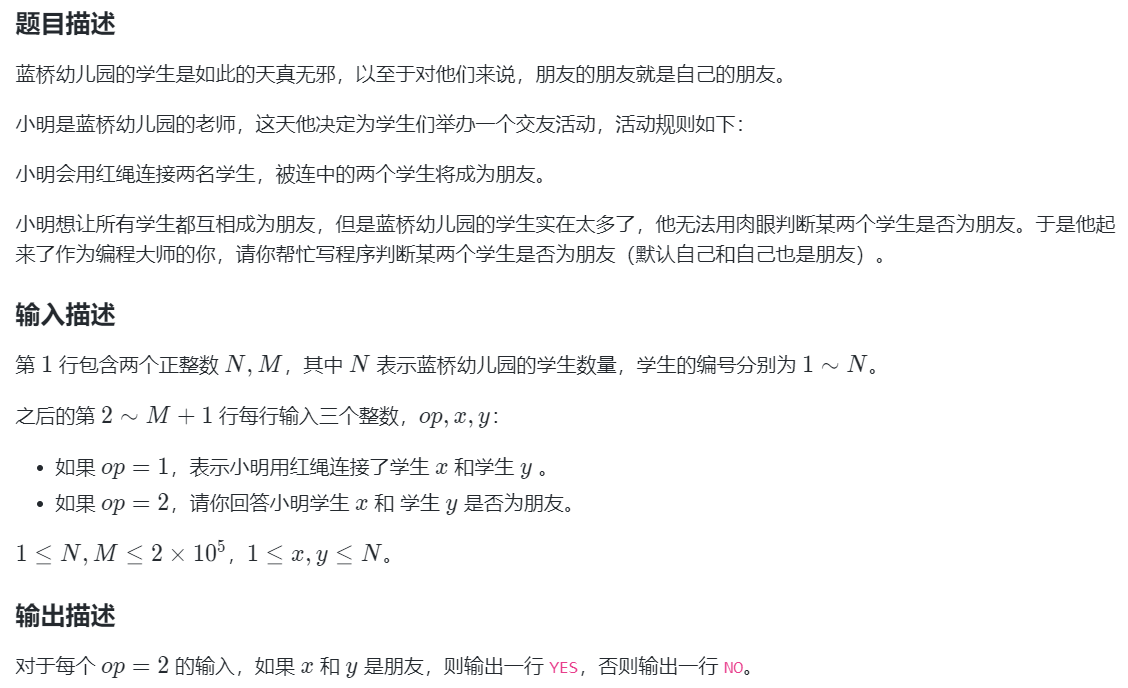 题目描述
蓝桥幼儿园的学生是如此的天真无邪，以至于对他们来说，朋友的朋友就是自己的朋友。
小明是蓝桥幼儿园的老师，这天他决定为学生们举办一个交友活动，活动规则如下：
小明会用红绳连接两名学生，被连中的两个学生将成为朋友。
小明想让所有学生都互相成为朋友，但是蓝桥幼儿园的学生实在太多了，他无法用肉眼判断某两个学生是否为朋友。于是他起
来了作为编程大师的你，请你帮忙写程序判断某两个学生是否为朋友（默认自己和自己也是朋友）。
输入描述
第 1 行包含两个正整数 N, M，其中 N 表示蓝桥幼儿园的学生数量，学生的编号分别为 1 ∼ N。
之后的第 2 ∼ M + 1 行每行输入三个整数，op, x, y：
• 如果 op = 1，表示小明用红绳连接了学生 x 和学生 y 。
• 如果 op = 2，请你回答小明学生 x 和 学生 y 是否为朋友。
1 ≤ N, M ≤ 2 × 10⁵，1 ≤ x, y ≤ N。
输出描述
对于每个 op = 2 的输入，如果 x 和 y 是朋友，则输出一行 YES，否则输出一行 NO。